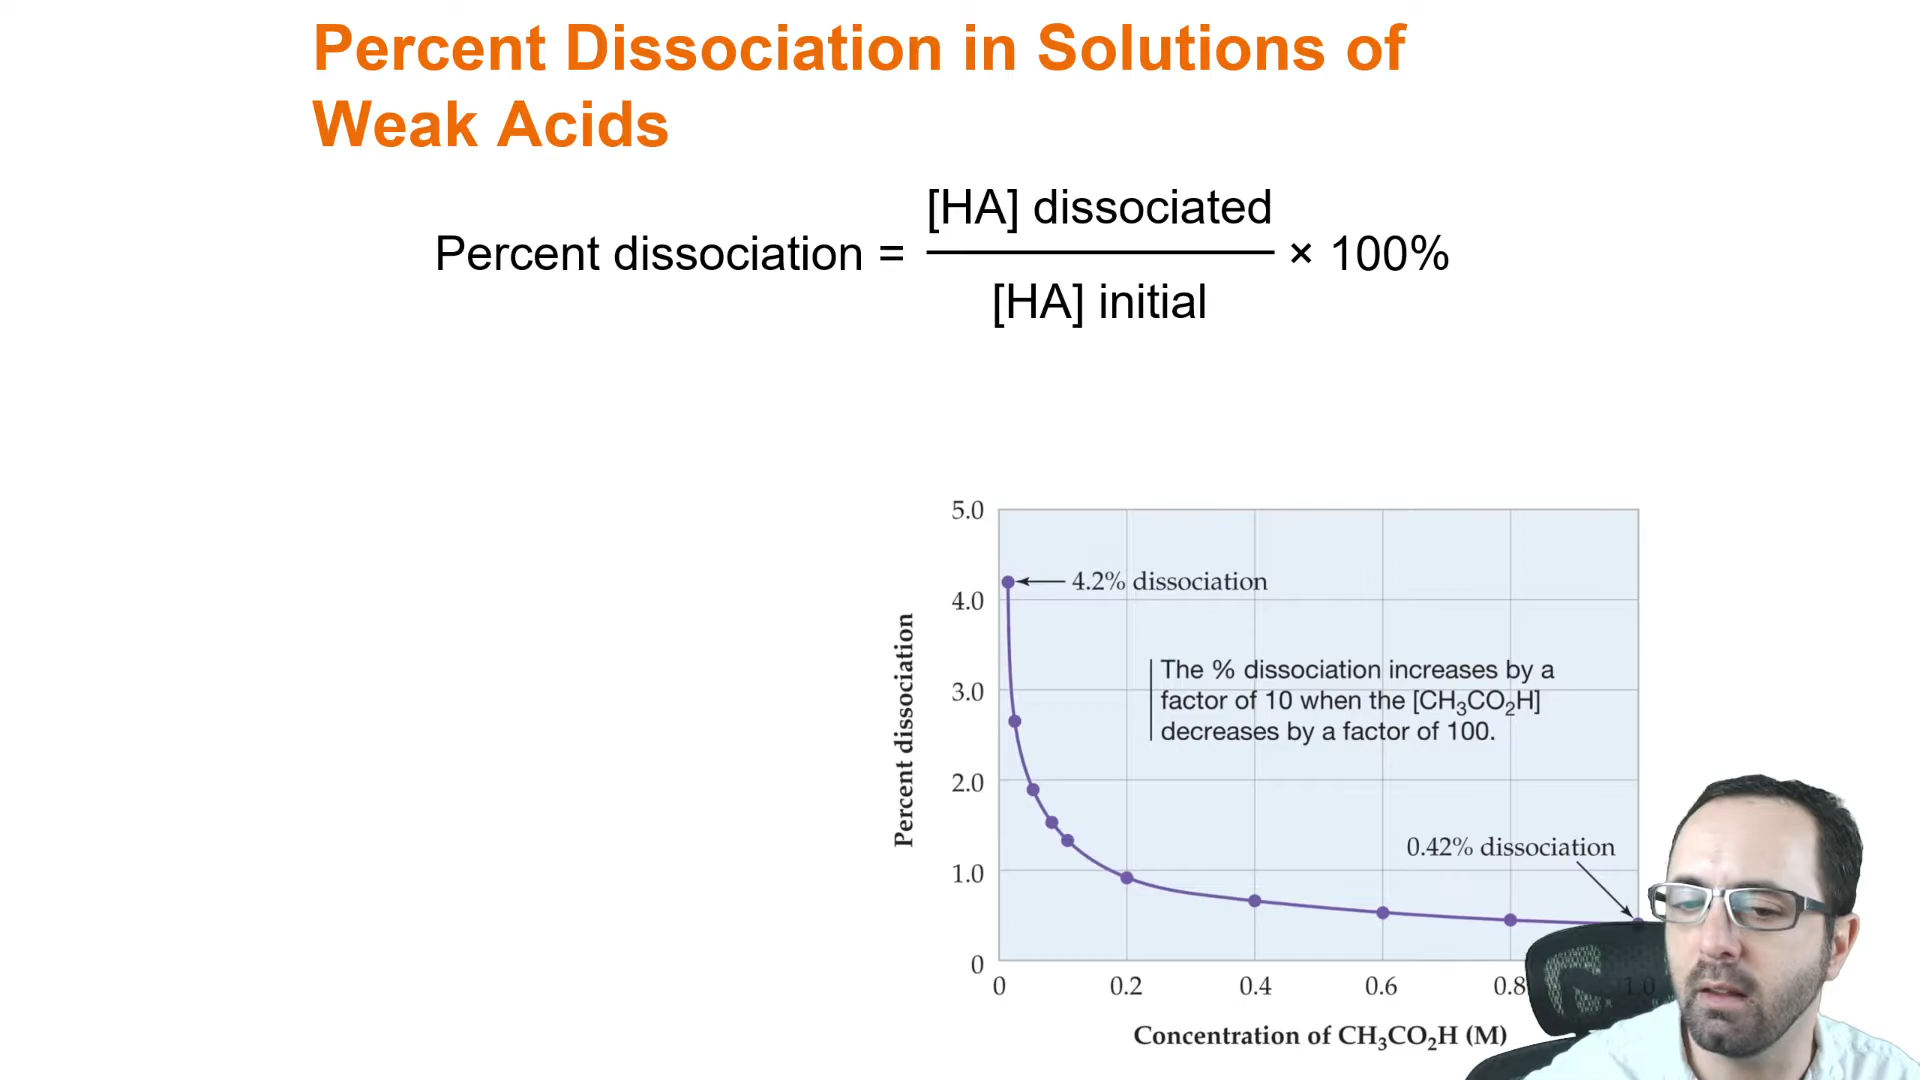 Percent Dissociation in Solutions of
Weak Acids
[HA] dissociated
Percent dissociation = × 100%
[HA] initial
5.0
4.2% dissociation
4.0
3.0
The % dissociation increases by a
factor of 10 when the [CH₃CO₂H]
decreases by a factor of 100.
2.0
1.0
0.42% dissociation
0
Percent dissociation
0 0.2 0.4 0.6 0.8 1.0
Concentration of CH₃CO₂H (M)